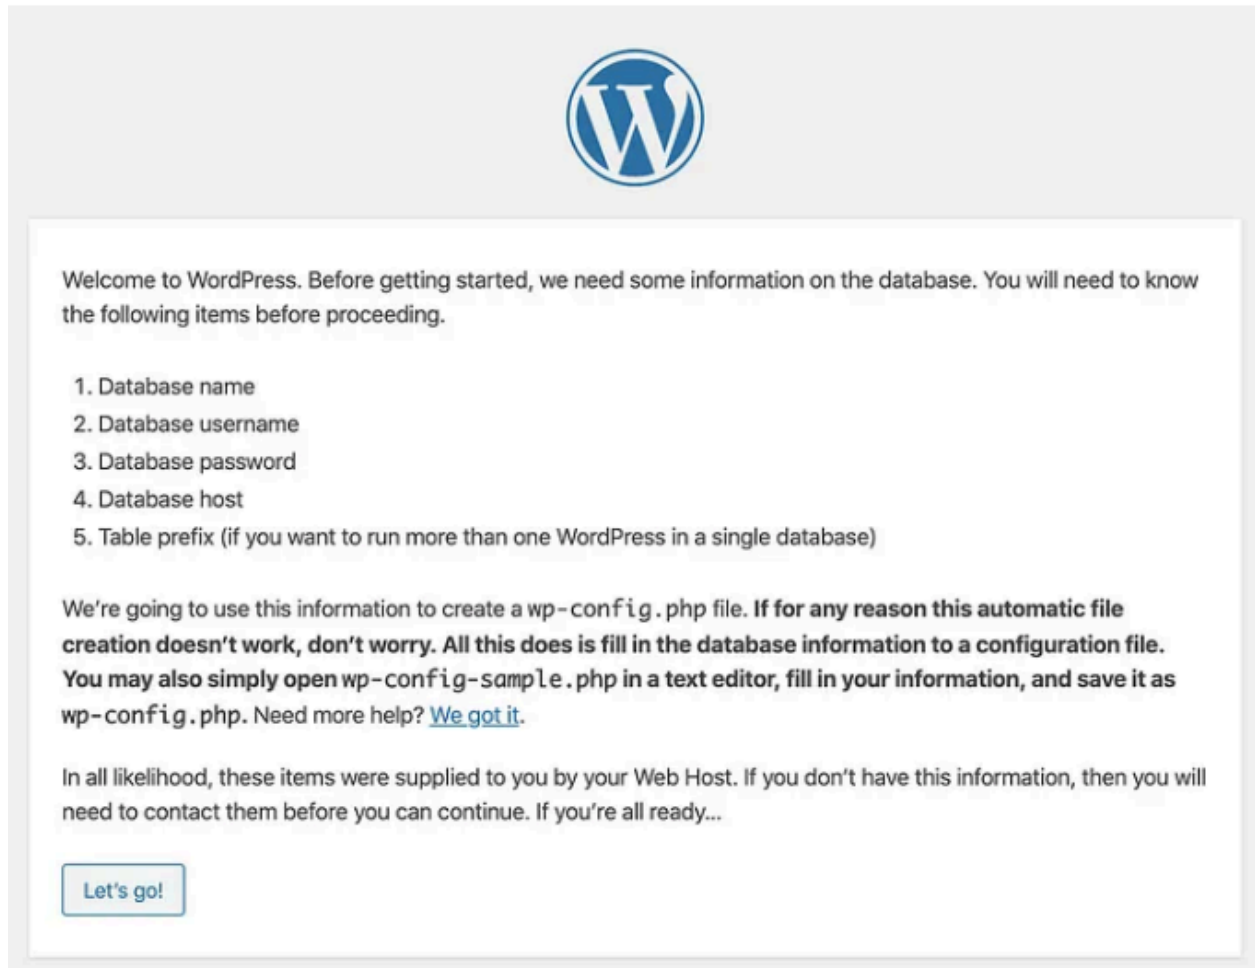 Welcome to WordPress. Before getting started, we need some information on the database. You will need to know
the following items before proceeding.
1. Database name
2. Database username
3. Database password
4. Database host
5. Table prefix (if you want to run more than one WordPress in a single database)
We're going to use this information to create a wp-config.php file. If for any reason this automatic file
creation doesn't work, don't worry. All this does is fill in the database information to a configuration file.
You may also simply open wp-config-sample.php in a text editor, fill in your information, and save it as
wp-config.php. Need more help? We got it.
In all likelihood, these items were supplied to you by your Web Host. If you don't have this information, then you will
need to contact them before you can continue. If you're all ready...
Let's go!